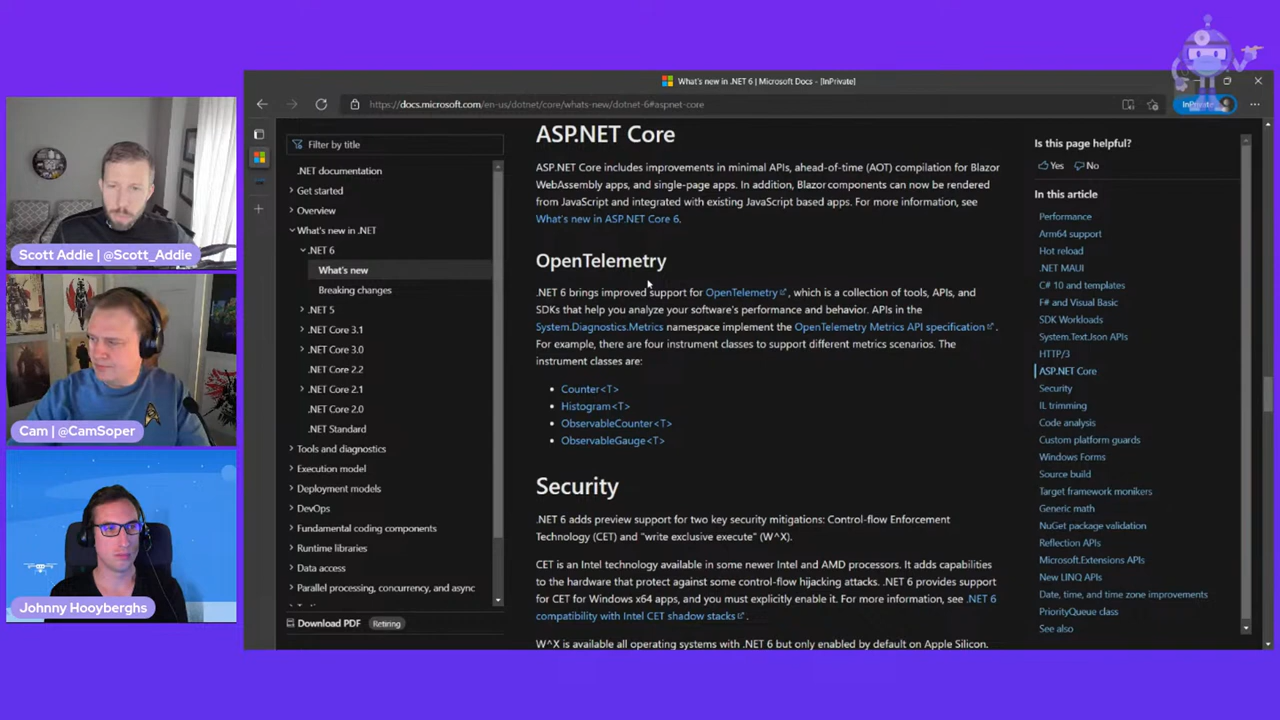 Scott Addie | @Scott_Addie
Cam | @CamSoper
Johnny Hooyberghs
What's new in .NET 6 | Microsoft Docs - [InPrivate]
https://docs.microsoft.com/en-us/dotnet/core/whats-new/dotnet-6#aspnet-core
InPrivate
Filter by title
.NET documentation
Get started
Overview
What's new in .NET
.NET 6
What's new
Breaking changes
.NET 5
.NET Core 3.1
.NET Core 3.0
.NET Core 2.2
.NET Core 2.1
.NET Core 2.0
.NET Standard
Tools and diagnostics
Execution model
Deployment models
DevOps
Fundamental coding components
Runtime libraries
Data access
Parallel processing, concurrency, and async
Download PDF
Retiring
ASP.NET Core
ASP.NET Core includes improvements in minimal APIs, ahead-of-time (AOT) compilation for Blazor
WebAssembly apps, and single-page apps. In addition, Blazor components can now be rendered
from JavaScript and integrated with existing JavaScript based apps. For more information, see
What's new in ASP.NET Core 6.
OpenTelemetry
.NET 6 brings improved support for OpenTelemetry , which is a collection of tools, APIs, and
SDKs that help you analyze your software's performance and behavior. APIs in the
System.Diagnostics.Metrics namespace implement the OpenTelemetry Metrics API specification .
For example, there are four instrument classes to support different metrics scenarios. The
instrument classes are:
• Counter<T>
• Histogram<T>
• ObservableCounter<T>
• ObservableGauge<T>
Security
.NET 6 adds preview support for two key security mitigations: Control-flow Enforcement
Technology (CET) and "write exclusive execute" (W^X).
CET is an Intel technology available in some newer Intel and AMD processors. It adds capabilities
to the hardware that protect against some control-flow hijacking attacks. .NET 6 provides support
for CET for Windows x64 apps, and you must explicitly enable it. For more information, see .NET 6
compatibility with Intel CET shadow stacks .
W^X is available all operating systems with .NET 6 but only enabled by default on Apple Silicon.
Is this page helpful?
Yes
No
In this article
Performance
Arm64 support
Hot reload
.NET MAUI
C# 10 and templates
F# and Visual Basic
SDK Workloads
System.Text.Json APIs
HTTP/3
ASP.NET Core
Security
IL trimming
Code analysis
Custom platform guards
Windows Forms
Source build
Target framework monikers
Generic math
NuGet package validation
Reflection APIs
Microsoft.Extensions APIs
New LINQ APIs
Date, time, and time zone improvements
PriorityQueue class
See also